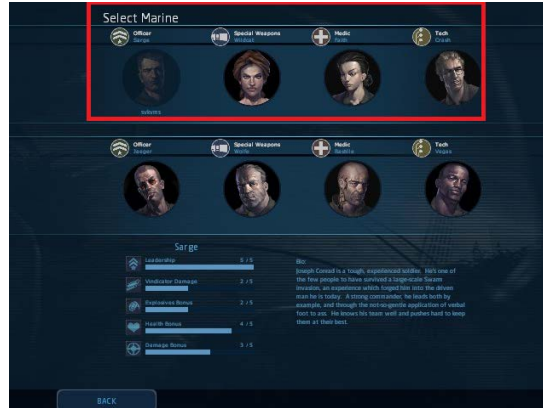 Select Marine
Officer
Sarge
Special Weapons
Wildcat
Medic
Faith
Tech
Crash
Officer
Jaeger
Special Weapons
Wolfe
Medic
Bastille
Tech
Vegas
Sarge
Leadership 5 / 5
Vindicator Damage 2 / 5
Explosives Bonus 2 / 5
Health Bonus 4 / 5
Damage Bonus 3 / 5
Bio:
Joseph Conrad is a tough, experienced soldier. He's one of
the few people to have survived a large-scale Swarm
invasion, an experience which forged him into the driven
man he is today. A strong commander, he leads both by
example, and through the not-so-gentle application of verbal
foot to ass. He knows his team well and pushes hard to keep
them at their best.
BACK